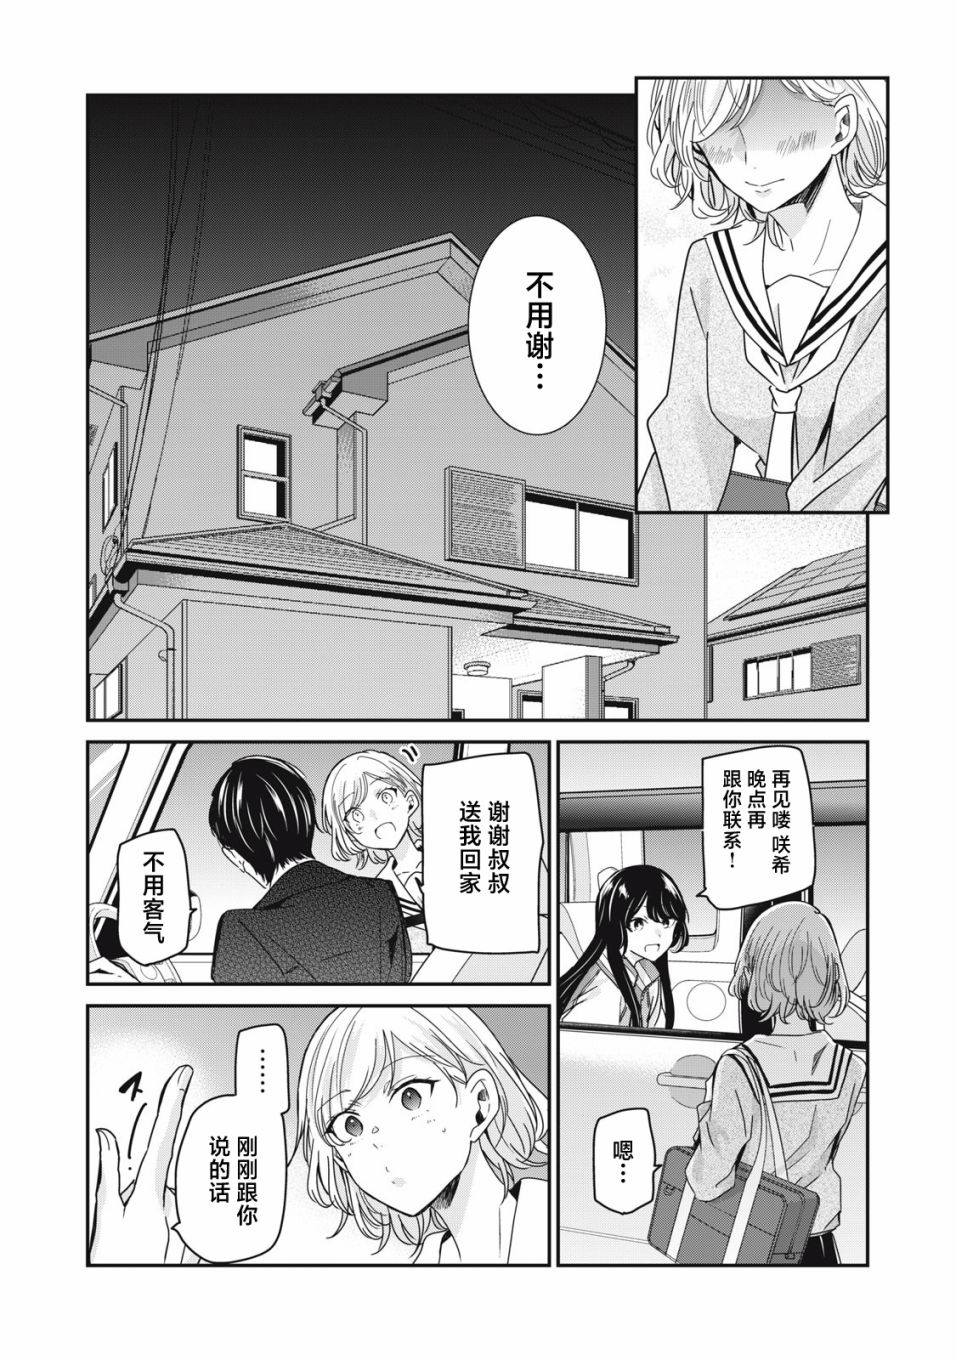 不用谢…
再见喽 咲希
晚点再
跟你联系！
嗯…
谢谢叔叔
送我回家
不用客气
……
刚刚跟你
说的话
ス